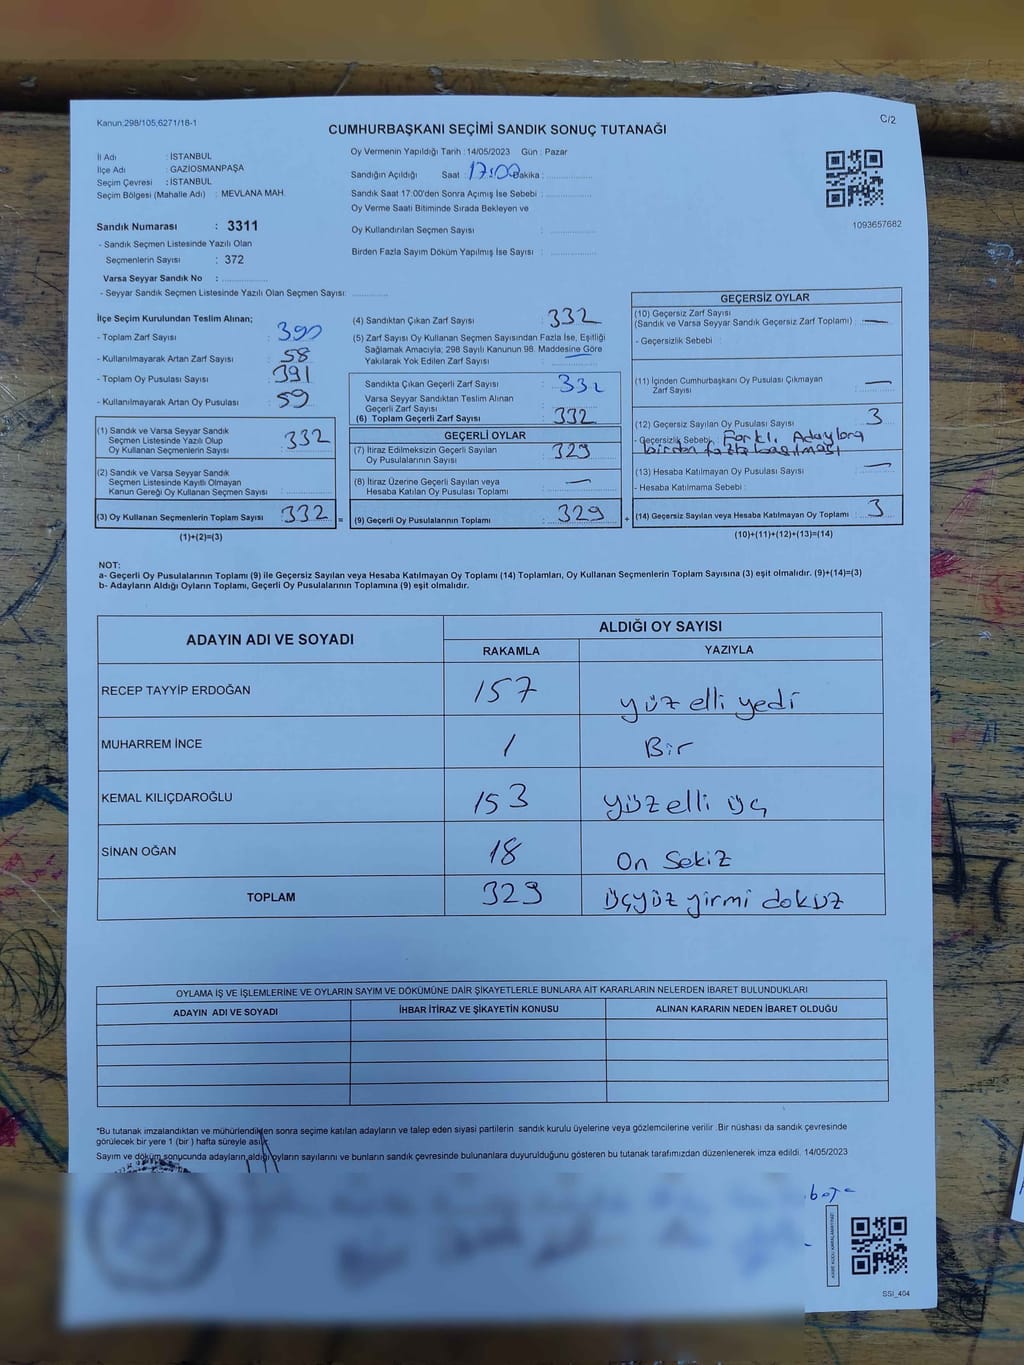 Kanun:298/105;6271/18-1
C/2
CUMHURBAŞKANI SEÇİMİ SANDIK SONUÇ TUTANAĞI
İl Adı : İSTANBUL
İlçe Adı : GAZİOSMANPAŞA
Seçim Çevresi : İSTANBUL
Seçim Bölgesi (Mahalle Adı) : MEVLANA MAH.
Sandık Numarası : 3311
- Sandık Seçmen Listesinde Yazılı Olan
Seçmenlerin Sayısı : 372
Varsa Seyyar Sandık No :
- Seyyar Sandık Seçmen Listesinde Yazılı Olan Seçmen Sayısı:
Oy Vermenin Yapıldığı Tarih : 14/05/2023 Gün : Pazar
Sandığın Açıldığı Saat : 17:00 Dakika :
Sandık Saat 17:00'den Sonra Açımış İse Sebebi :
Oy Verme Saati Bitiminde Sırada Bekleyen ve
Oy Kullandırılan Seçmen Sayısı :
Birden Fazla Sayım Döküm Yapılmış İse Sayısı :
1093657682
İlçe Seçim Kurulundan Teslim Alınan;
- Toplam Zarf Sayısı : 390
- Kullanılmayarak Artan Zarf Sayısı : 58
- Toplam Oy Pusulası Sayısı : 391
- Kullanılmayarak Artan Oy Pusulası : 59
(1) Sandık ve Varsa Seyyar Sandık
Seçmen Listesinde Yazılı Olup
Oy Kullanan Seçmenlerin Sayısı : 332
(2) Sandık ve Varsa Seyyar Sandık
Seçmen Listesinde Kayıtlı Olmayan
Kanun Gereği Oy Kullanan Seçmen Sayısı :
(3) Oy Kullanan Seçmenlerin Toplam Sayısı : 332 =
(1)+(2)=(3)
(4) Sandıktan Çıkan Zarf Sayısı : 332
(5) Zarf Sayısı Oy Kullanan Seçmen Sayısından Fazla İse, Eşitliği
Sağlamak Amacıyla; 298 Sayılı Kanunun 98. Maddesine Göre
Yakılarak Yok Edilen Zarf Sayısı : —
Sandıkta Çıkan Geçerli Zarf Sayısı : 332
Varsa Seyyar Sandıktan Teslim Alınan
Geçerli Zarf Sayısı :
(6) Toplam Geçerli Zarf Sayısı : 332
GEÇERLİ OYLAR
(7) İtiraz Edilmeksizin Geçerli Sayılan
Oy Pusulalarının Sayısı : 329
(8) İtiraz Üzerine Geçerli Sayılan veya
Hesaba Katılan Oy Pusulası Toplamı : —
(9) Geçerli Oy Pusulalarının Toplamı : 329 +
GEÇERSİZ OYLAR
(10) Geçersiz Zarf Sayısı
(Sandık ve Varsa Seyyar Sandık Geçersiz Zarf Toplamı) : —
- Geçersizlik Sebebi :
(11) İçinden Cumhurbaşkanı Oy Pusulası Çıkmayan
Zarf Sayısı : —
(12) Geçersiz Sayılan Oy Pusulası Sayısı : 3
- Geçersizlik Sebebi : Farklı Adaylara
birden fazla basılması
(13) Hesaba Katılmayan Oy Pusulası Sayısı : —
- Hesaba Katılmama Sebebi :
(14) Geçersiz Sayılan veya Hesaba Katılmayan Oy Toplamı : 3
(10)+(11)+(12)+(13)=(14)
NOT:
a- Geçerli Oy Pusulalarının Toplamı (9) ile Geçersiz Sayılan veya Hesaba Katılmayan Oy Toplamı (14) Toplamları, Oy Kullanan Seçmenlerin Toplam Sayısına (3) eşit olmalıdır. (9)+(14)=(3)
b- Adayların Aldığı Oyların Toplamı, Geçerli Oy Pusulalarının Toplamına (9) eşit olmalıdır.
ADAYIN ADI VE SOYADI ALDIĞI OY SAYISI
RAKAMLA YAZIYLA
RECEP TAYYİP ERDOĞAN 157 yüz elli yedi
MUHARREM İNCE 1 Bir
KEMAL KILIÇDAROĞLU 153 yüzelli üç
SİNAN OĞAN 18 On Sekiz
TOPLAM 329 üçyüz yirmi dokuz
OYLAMA İŞ VE İŞLEMLERİNE VE OYLARIN SAYIM VE DÖKÜMÜNE DAİR ŞİKAYETLERLE BUNLARA AİT KARARLARIN NELERDEN İBARET BULUNDUKLARI
ADAYIN ADI VE SOYADI İHBAR İTİRAZ VE ŞİKAYETİN KONUSU ALINAN KARARIN NEDEN İBARET OLDUĞU
*Bu tutanak imzalandıktan ve mühürlendikten sonra seçime katılan adayların ve talep eden siyasi partilerin sandık kurulu üyelerine veya gözlemcilerine verilir .Bir nüshası da sandık çevresinde
görülecek bir yere 1 (bir ) hafta süreyle asılır.
Sayım ve döküm sonucunda adayların aldığı oyların sayılarını ve bunların sandık çevresinde bulunanlara duyurulduğunu gösteren bu tutanak tarafımızdan düzenlenerek imza edildi. 14/05/2023
SSI_404